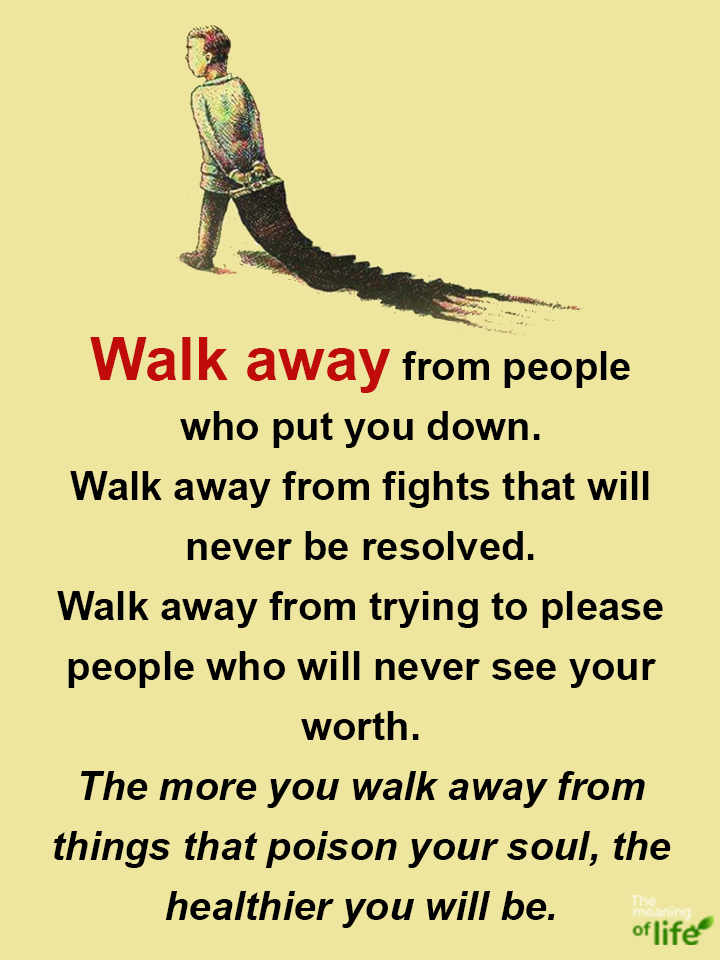 Walk away from people
who put you down.
Walk away from fights that will
never be resolved.
Walk away from trying to please
people who will never see your
worth.
The more you walk away from
things that poison your soul, the
healthier you will be.
The
meaning
of life